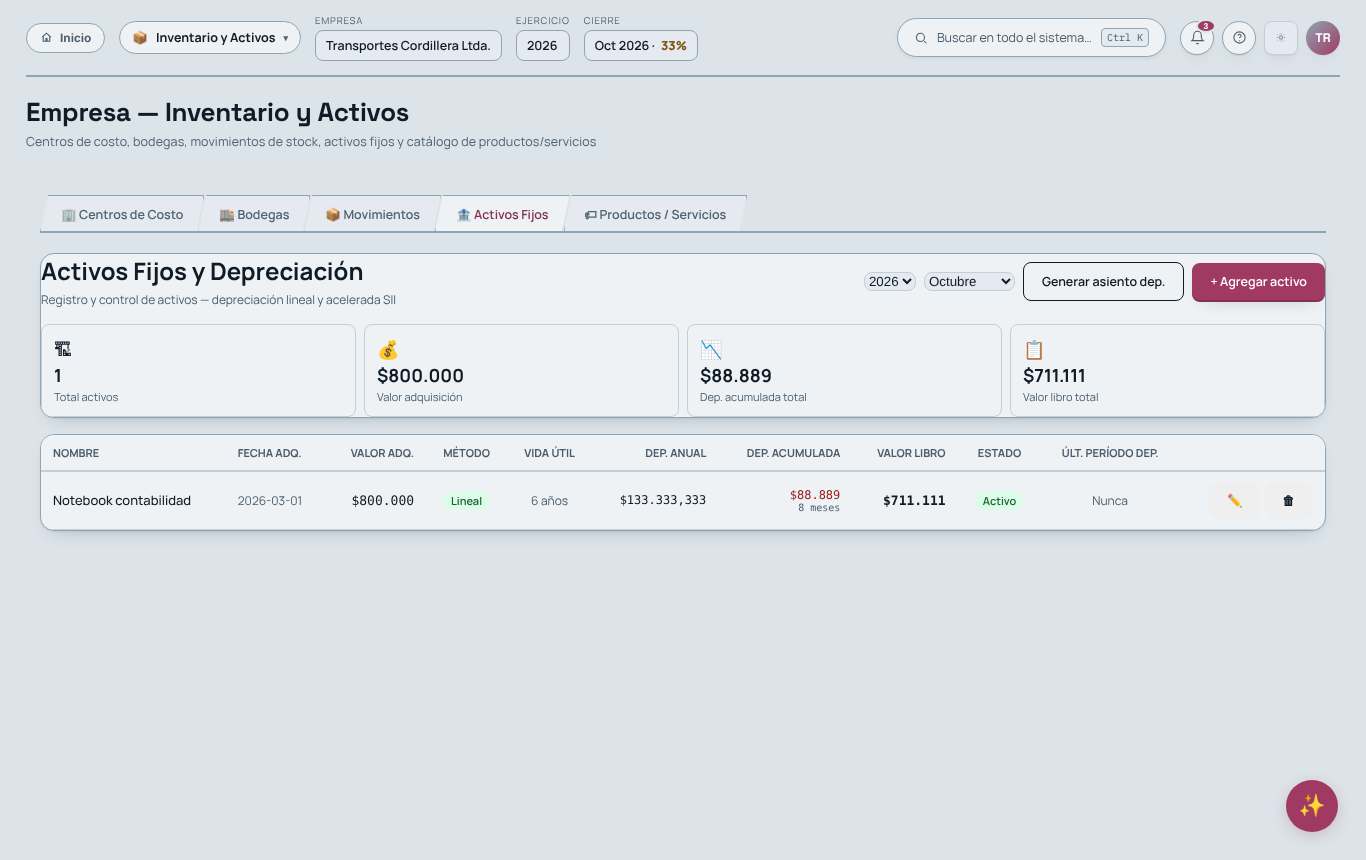 Inicio
Inventario y Activos ▾
EMPRESA
Transportes Cordillera Ltda.
EJERCICIO
2026
CIERRE
Oct 2026 · 33%
Buscar en todo el sistema... Ctrl K
3
TR
Empresa — Inventario y Activos
Centros de costo, bodegas, movimientos de stock, activos fijos y catálogo de productos/servicios
Centros de Costo
Bodegas
Movimientos
Activos Fijos
Productos / Servicios
Activos Fijos y Depreciación
Registro y control de activos — depreciación lineal y acelerada SII
2026
Octubre
Generar asiento dep.
+ Agregar activo
1
Total activos
$800.000
Valor adquisición
$88.889
Dep. acumulada total
$711.111
Valor libro total
NOMBRE FECHA ADQ. VALOR ADQ. MÉTODO VIDA ÚTIL DEP. ANUAL DEP. ACUMULADA VALOR LIBRO ESTADO ÚLT. PERÍODO DEP.
Notebook contabilidad 2026-03-01 $800.000 Lineal 6 años $133.333,333 $88.889 $711.111 Activo Nunca
8 meses